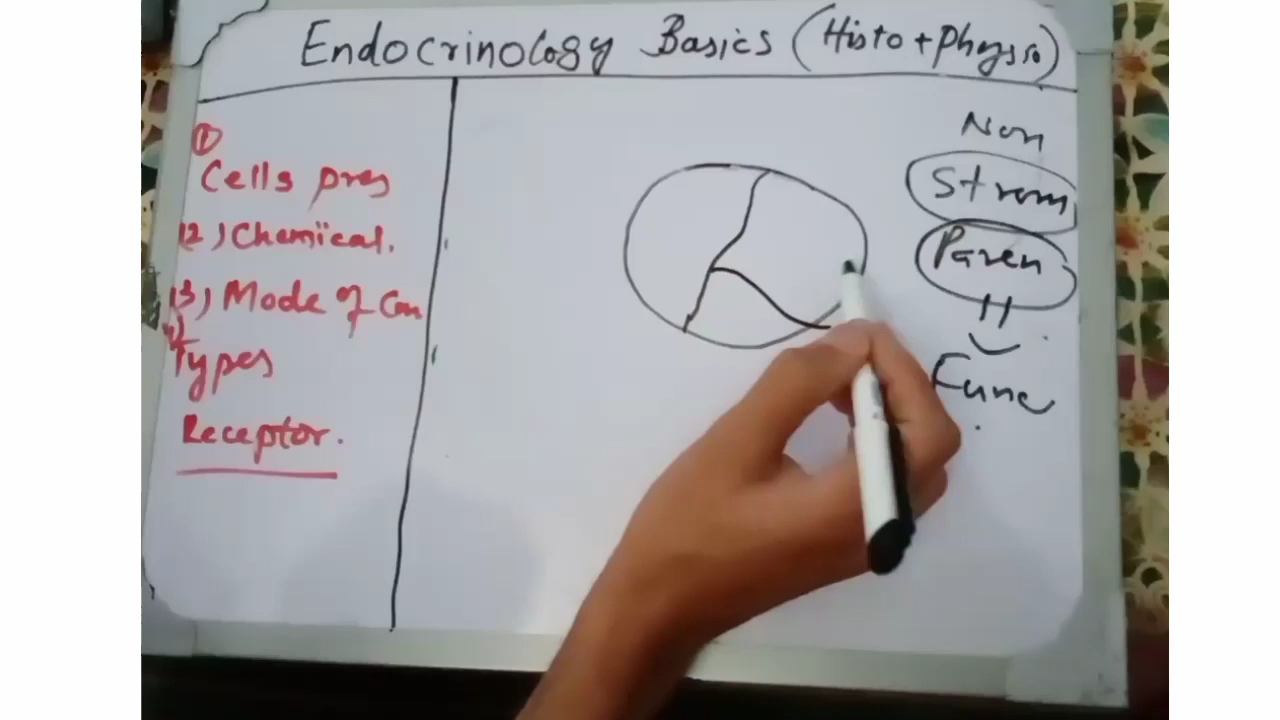 Endocrinology Basics (Histo + Physio)
①
Cells pres
(2) Chemical.
(3) Mode of Com
4)
Types
Receptor.
Non
Strom
Paren
Func